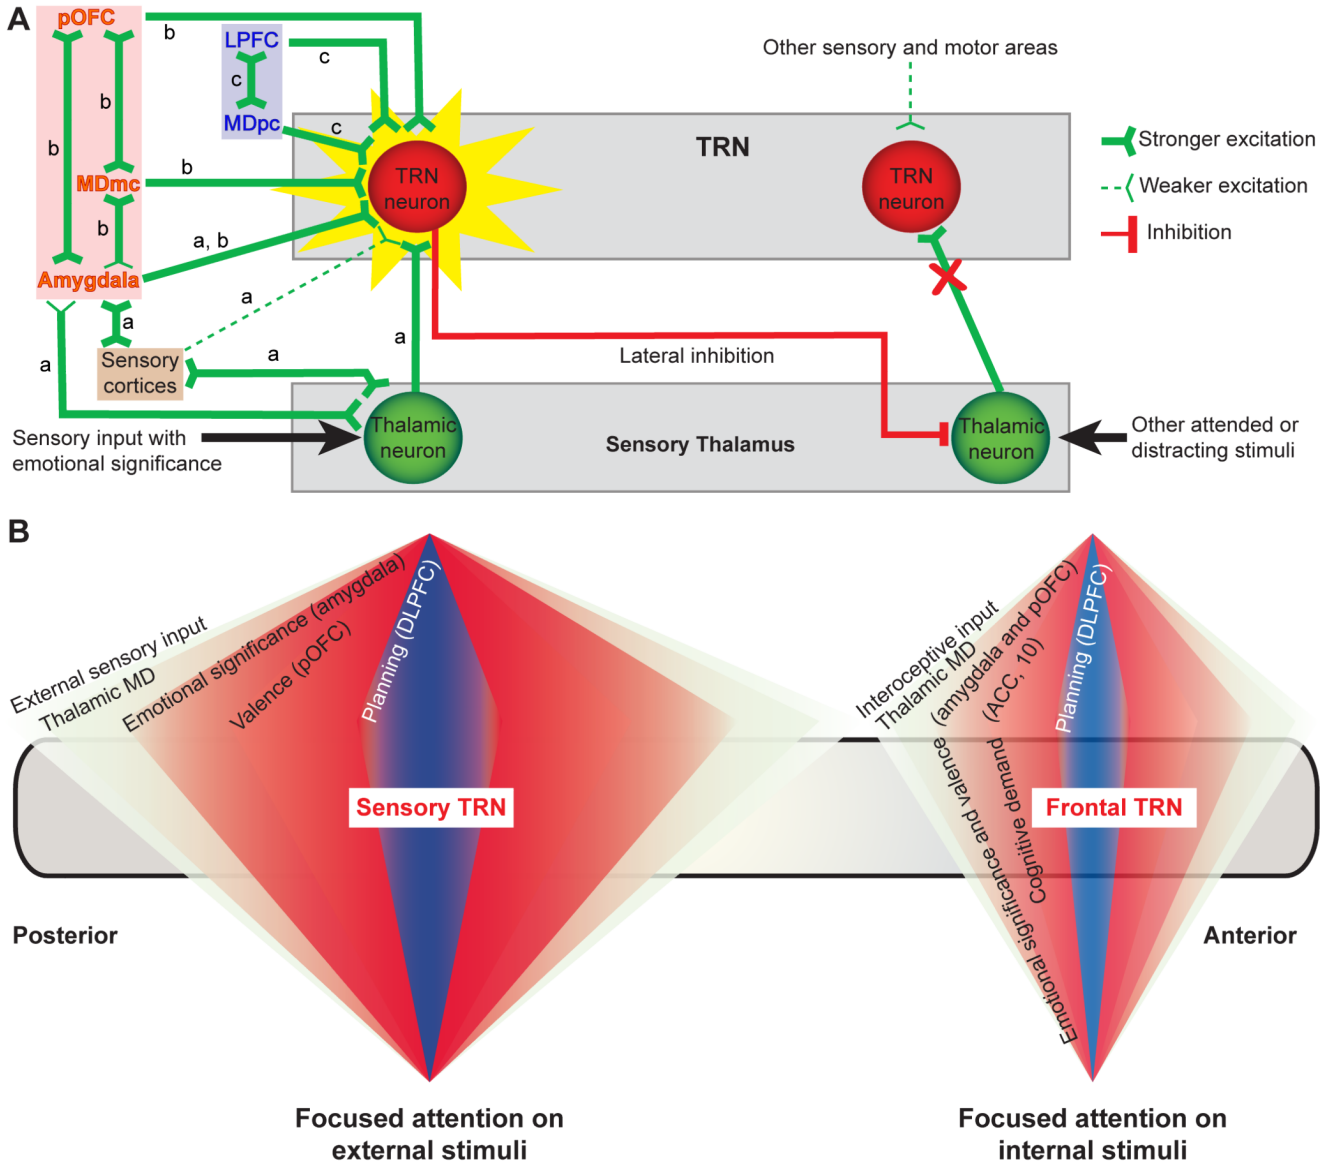 A
pOFC
b
LPFC
c
Other sensory and motor areas
c
b
MDpc
c
TRN
Stronger excitation
b
TRN
neuron
TRN
neuron
MDmc
b
Weaker excitation
b
a, b
Inhibition
Amygdala
a
a
a
Lateral inhibition
a
Sensory
cortices
a
Thalamic
neuron
Sensory Thalamus
Thalamic
neuron
Sensory input with
emotional significance
Other attended or
distracting stimuli
B
External sensory input
Thalamic MD
Emotional significance (amygdala)
Valence (pOFC)
Planning (DLPFC)
Interoceptive input
Thalamic MD
Emotional significance and valence (amygdala and pOFC)
Cognitive demand (ACC, 10)
Planning (DLPFC)
Sensory TRN
Frontal TRN
Posterior
Anterior
Focused attention on
external stimuli
Focused attention on
internal stimuli